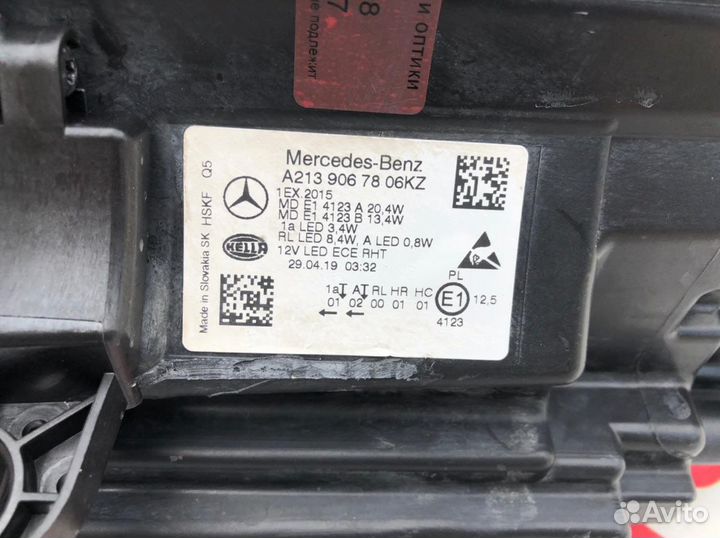 8
7
И ОПТИКИ
не подлежит
Mercedes-Benz
A213 906 78 06KZ
1EX.2015
MD E1 4123 A 20,4W
MD E1 4123 B 13,4W
1a LED 3,4W
RL LED 8,4W, A LED 0,8W
12V LED ECE RHT
29.04.19 03:32
HELLA
Made in Slovakia SK HSKF Q5
PL
1a A RL HR HC
01 02 00 01 01
E1
12,5
4123
Avito